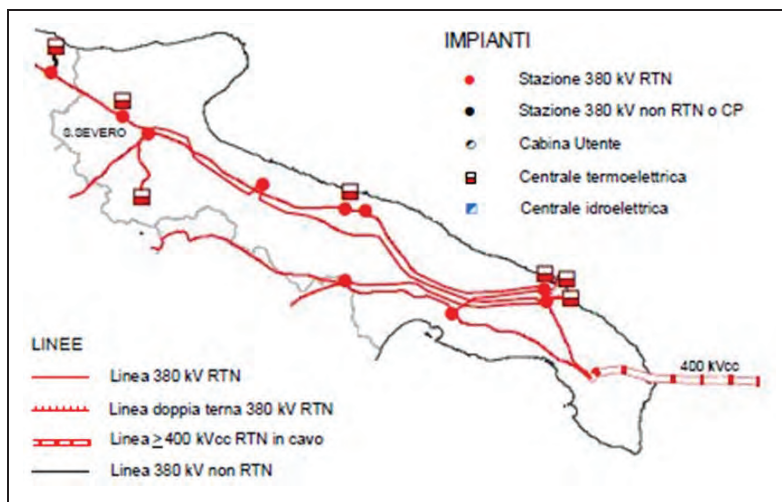 IMPIANTI
Stazione 380 kV RTN
Stazione 380 kV non RTN o CP
Cabina Utente
Centrale termoelettrica
Centrale idroelettrica
S.SEVERO
400 kVcc
LINEE
Linea 380 kV RTN
Linea doppia terna 380 kV RTN
Linea ≥ 400 kVcc RTN in cavo
Linea 380 kV non RTN